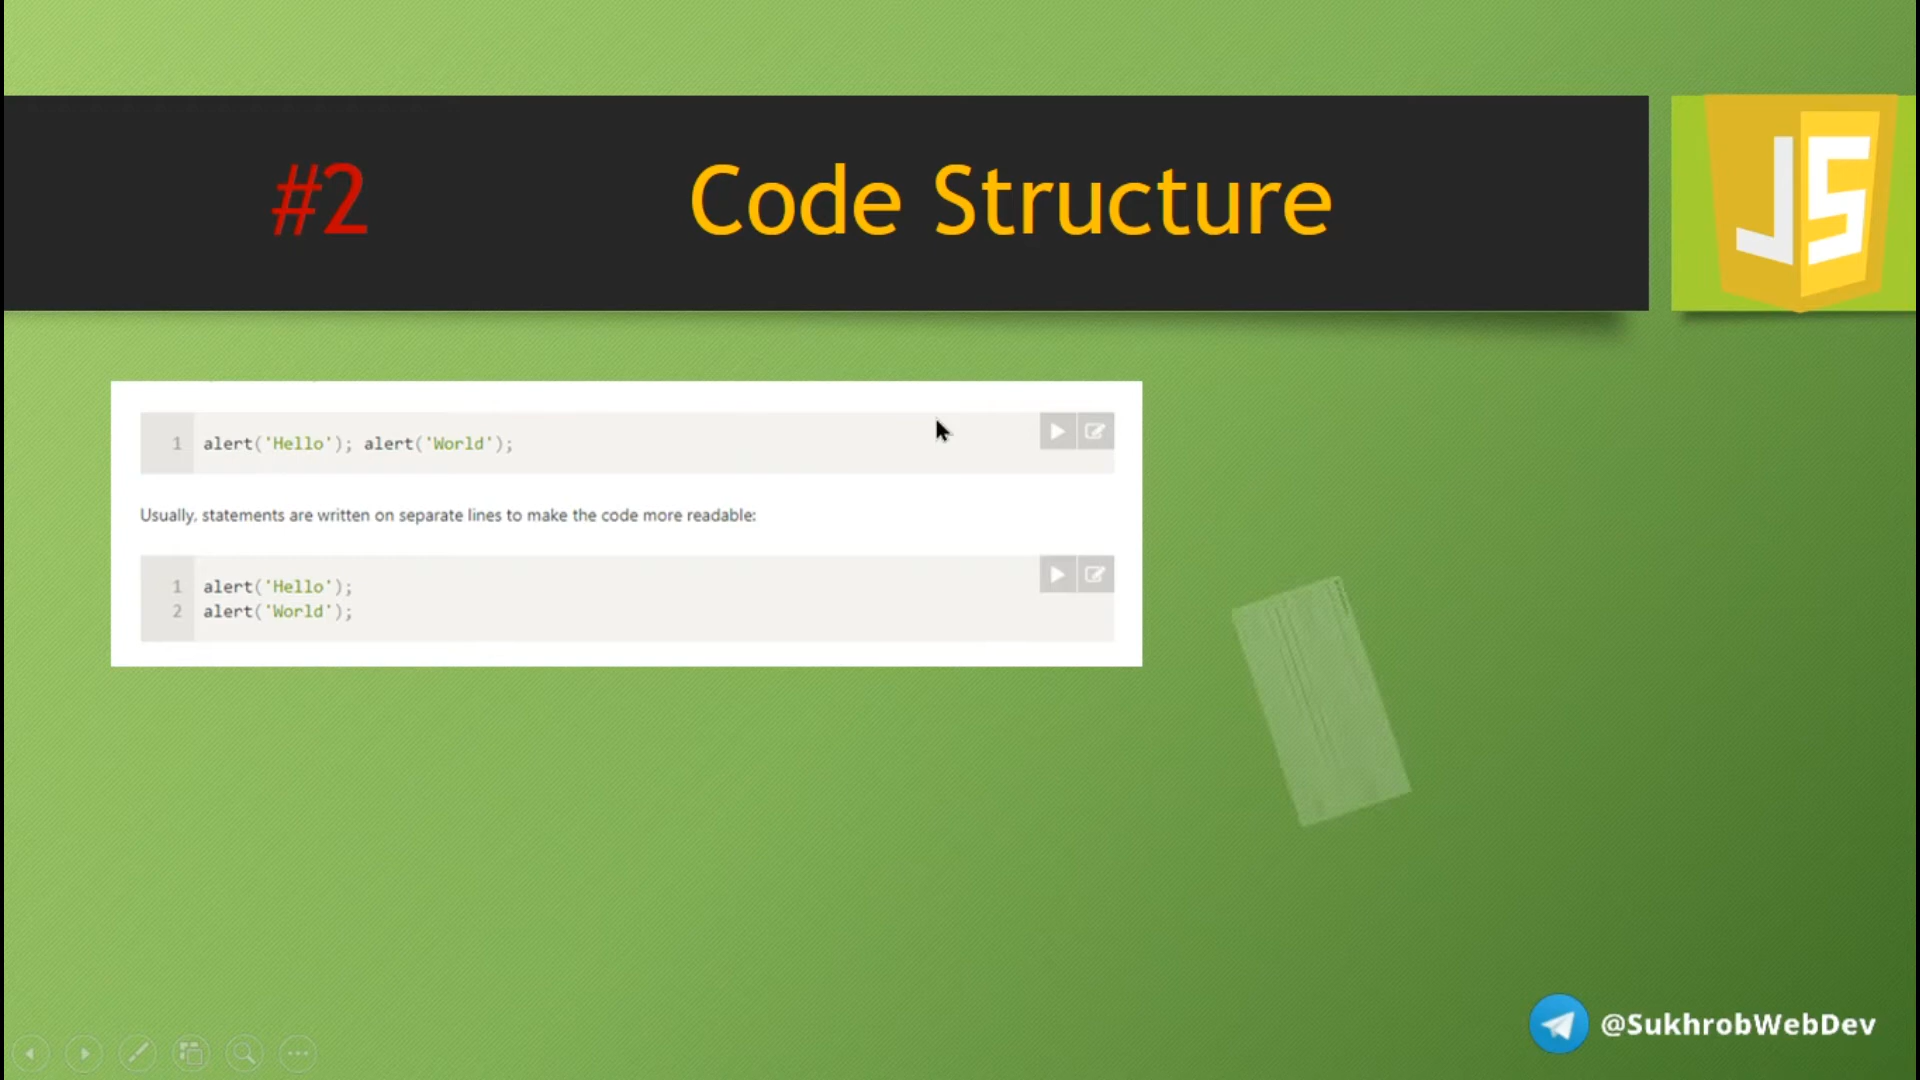 #2 Code Structure
JS
1 alert('Hello'); alert('World');
Usually, statements are written on separate lines to make the code more readable:
1 alert('Hello');
2 alert('World');
@SukhrobWebDev